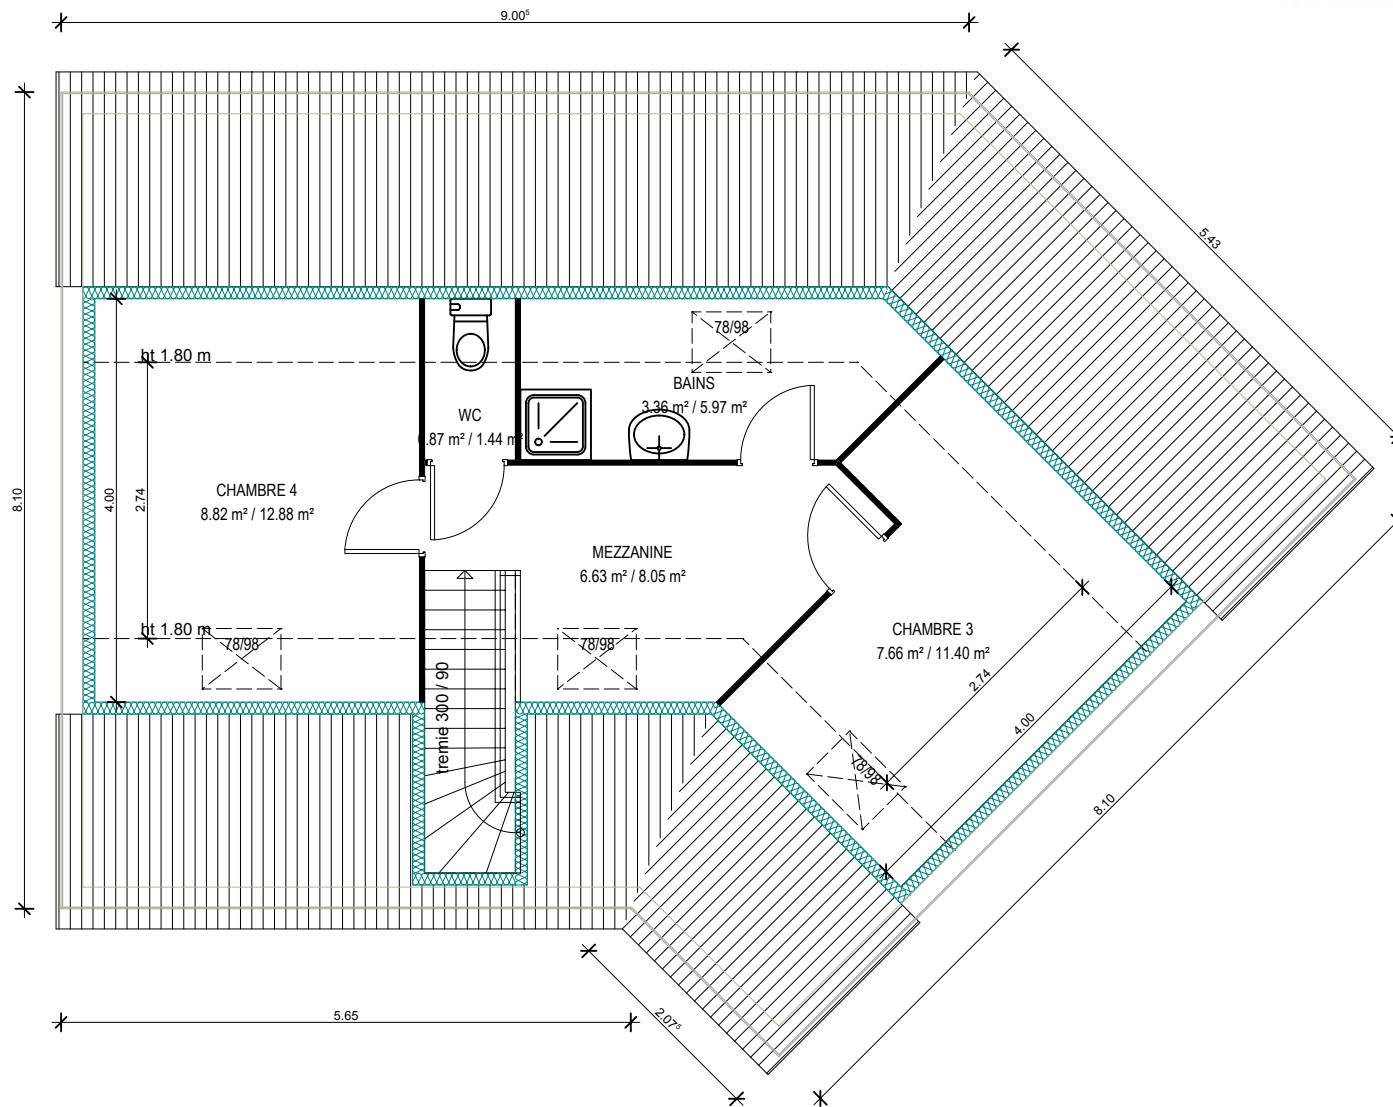 9.00⁵
5.43
78/98
ht 1.80 m
BAINS
3.36 m² / 5.97 m²
WC
.87 m² / 1.44 m²
CHAMBRE 4
8.82 m² / 12.88 m²
8.10
4.00
2.74
MEZZANINE
6.63 m² / 8.05 m²
CHAMBRE 3
7.66 m² / 11.40 m²
ht 1.80 m
78/98
78/98
2.74
4.00
tremie 300 / 90
78/98
8.10
5.65
2.07⁵